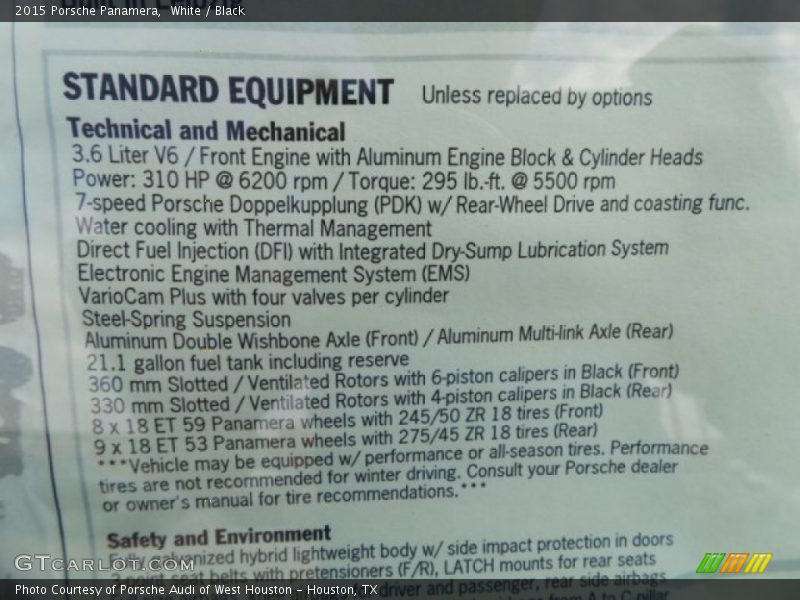 2015 Porsche Panamera, White / Black
STANDARD EQUIPMENT Unless replaced by options
Technical and Mechanical
3.6 Liter V6 / Front Engine with Aluminum Engine Block & Cylinder Heads
Power: 310 HP @ 6200 rpm / Torque: 295 lb.-ft. @ 5500 rpm
7-speed Porsche Doppelkupplung (PDK) w/ Rear-Wheel Drive and coasting func.
Water cooling with Thermal Management
Direct Fuel Injection (DFI) with Integrated Dry-Sump Lubrication System
Electronic Engine Management System (EMS)
VarioCam Plus with four valves per cylinder
Steel-Spring Suspension
Aluminum Double Wishbone Axle (Front) / Aluminum Multi-link Axle (Rear)
21.1 gallon fuel tank including reserve
360 mm Slotted / Ventilated Rotors with 6-piston calipers in Black (Front)
330 mm Slotted / Ventilated Rotors with 4-piston calipers in Black (Rear)
8 x 18 ET 59 Panamera wheels with 245/50 ZR 18 tires (Front)
9 x 18 ET 53 Panamera wheels with 275/45 ZR 18 tires (Rear)
***Vehicle may be equipped w/ performance or all-season tires. Performance
tires are not recommended for winter driving. Consult your Porsche dealer
or owner's manual for tire recommendations.***
Safety and Environment
Fully galvanized hybrid lightweight body w/ side impact protection in doors
GTCARLOT.COM
seat belts with pretensioners (F/R), LATCH mounts for rear seats
driver and passenger, rear side airbags
Photo Courtesy of Porsche Audi of West Houston – Houston, TX